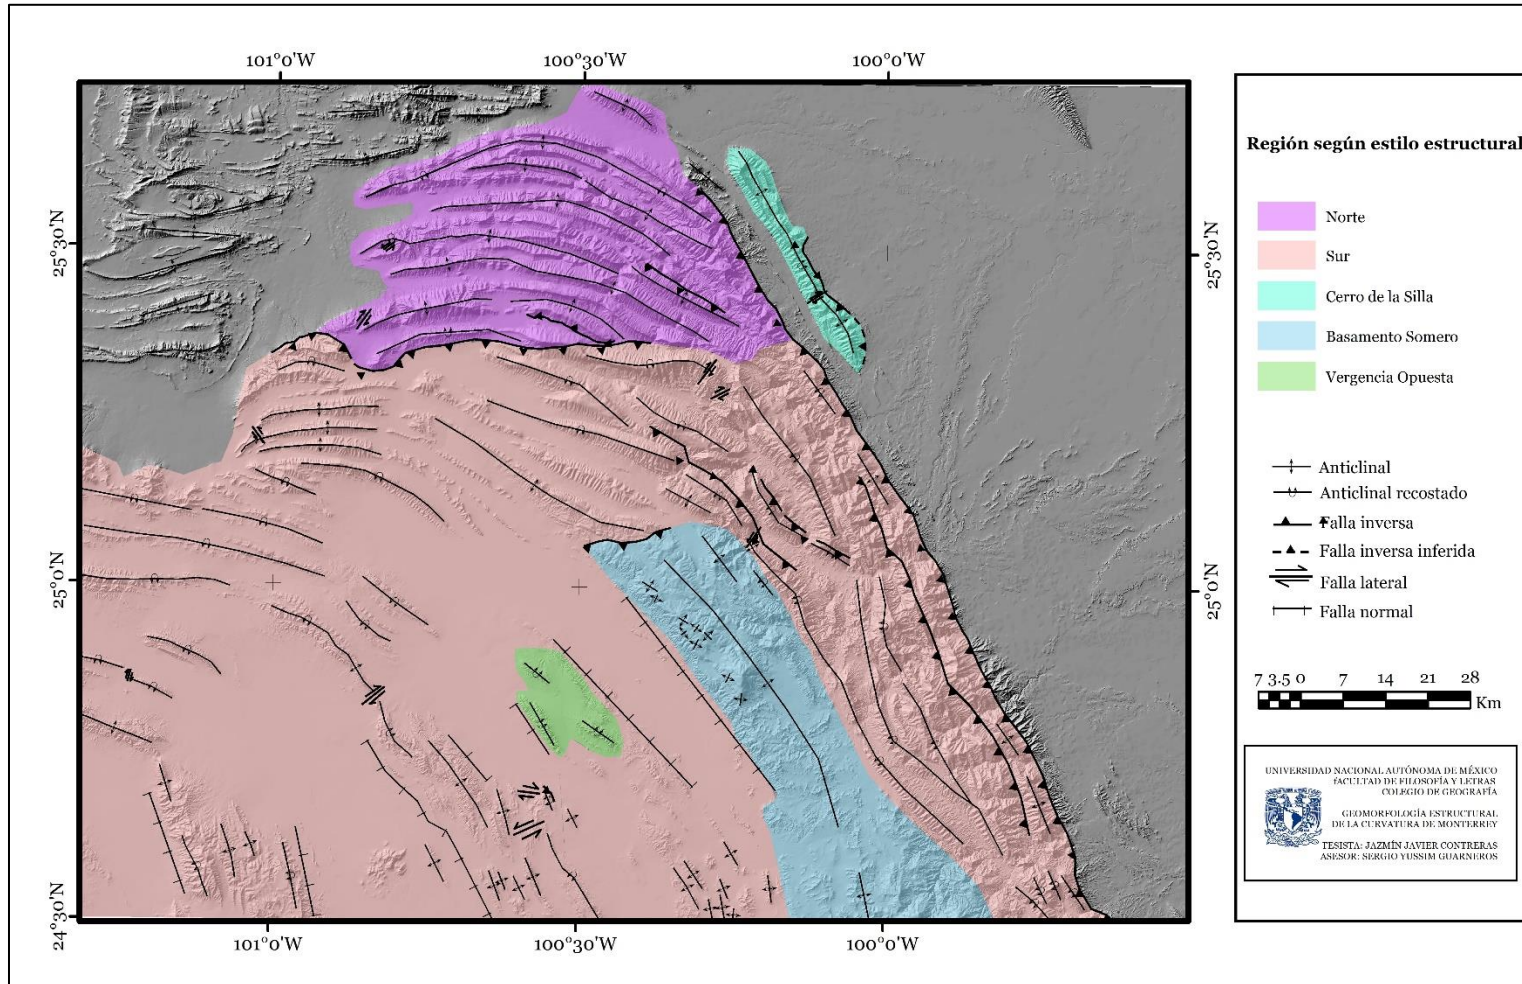 101°0'W
100°30'W
100°0'W
25°30'N
25°30'N
25°0'N
25°0'N
24°30'N
101°0'W
100°30'W
100°0'W
Región según estilo estructural
Norte
Sur
Cerro de la Silla
Basamento Somero
Vergencia Opuesta
Anticlinal
Anticlinal recostado
Falla inversa
Falla inversa inferida
Falla lateral
Falla normal
7 3.5 0 7 14 21 28
Km
UNIVERSIDAD NACIONAL AUTÓNOMA DE MÉXICO
fACULTAD DE FILOSOFÍA Y LETRAS
COLEGIO DE GEOGRAFÍA
GEOMORFOLOGÍA ESTRUCTURAL
DE LA CURVATURA DE MONTERREY
TESISTA: JAZMÍN JAVIER CONTRERAS
ASESOR: SERGIO YUSSIM GUARNEROS